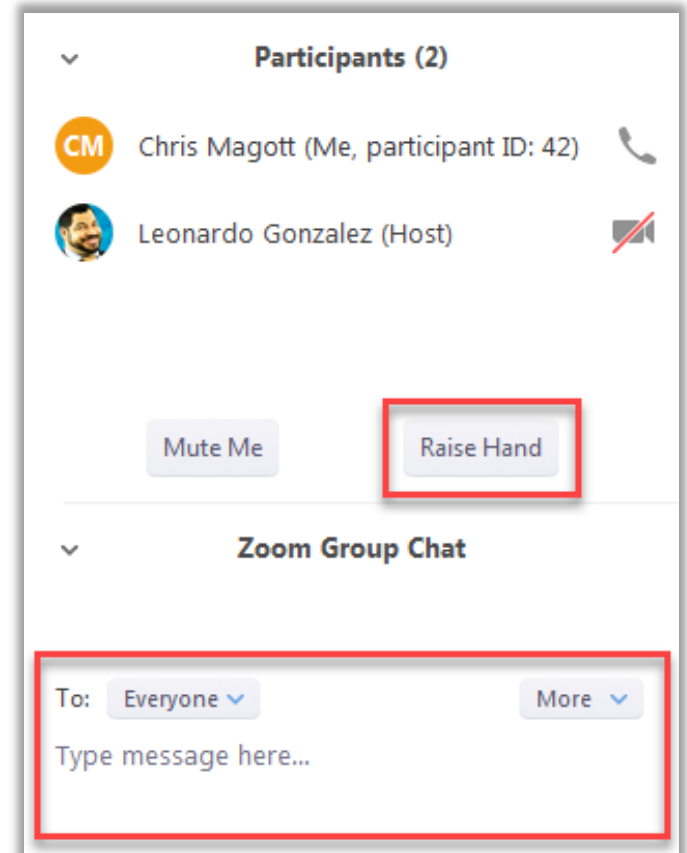 Participants (2)
CM Chris Magott (Me, participant ID: 42)
Leonardo Gonzalez (Host)
Mute Me Raise Hand
Zoom Group Chat
To: Everyone More
Type message here...